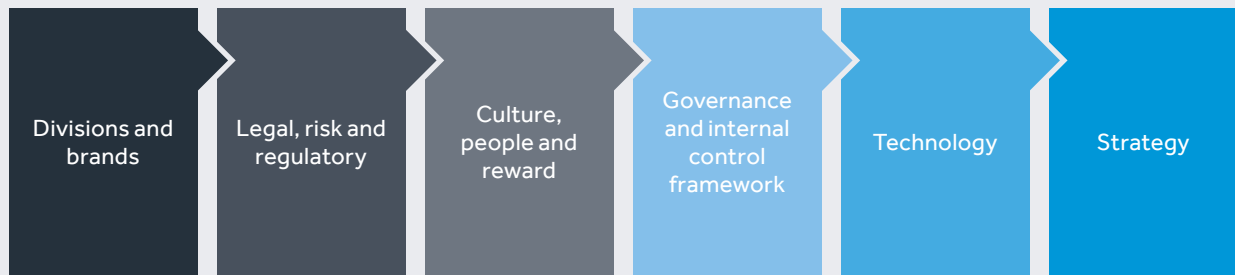 Divisions and
brands
Legal, risk and
regulatory
Culture,
people and
reward
Governance
and internal
control
framework
Technology
Strategy